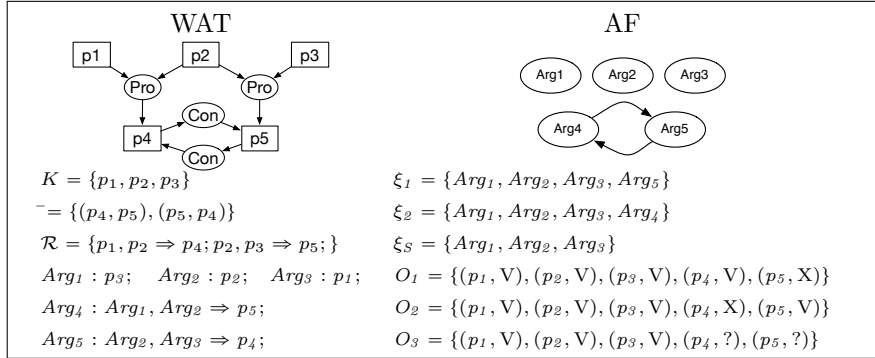 WAT
AF
p1 p2 p3
Pro Pro
Con
p4 p5
Con
Arg1 Arg2 Arg3
Arg4 Arg5
K = {p₁, p₂, p₃}
‾= {(p₄, p₅), (p₅, p₄)}
R = {p₁, p₂ ⇒ p₄; p₂, p₃ ⇒ p₅; }
Arg₁ : p₃; Arg₂ : p₂; Arg₃ : p₁;
Arg₄ : Arg₁, Arg₂ ⇒ p₅;
Arg₅ : Arg₂, Arg₃ ⇒ p₄;
ξ₁ = {Arg₁, Arg₂, Arg₃, Arg₅}
ξ₂ = {Arg₁, Arg₂, Arg₃, Arg₄}
ξ_S = {Arg₁, Arg₂, Arg₃}
O₁ = {(p₁, V), (p₂, V), (p₃, V), (p₄, V), (p₅, X)}
O₂ = {(p₁, V), (p₂, V), (p₃, V), (p₄, X), (p₅, V)}
O₃ = {(p₁, V), (p₂, V), (p₃, V), (p₄, ?), (p₅, ?)}